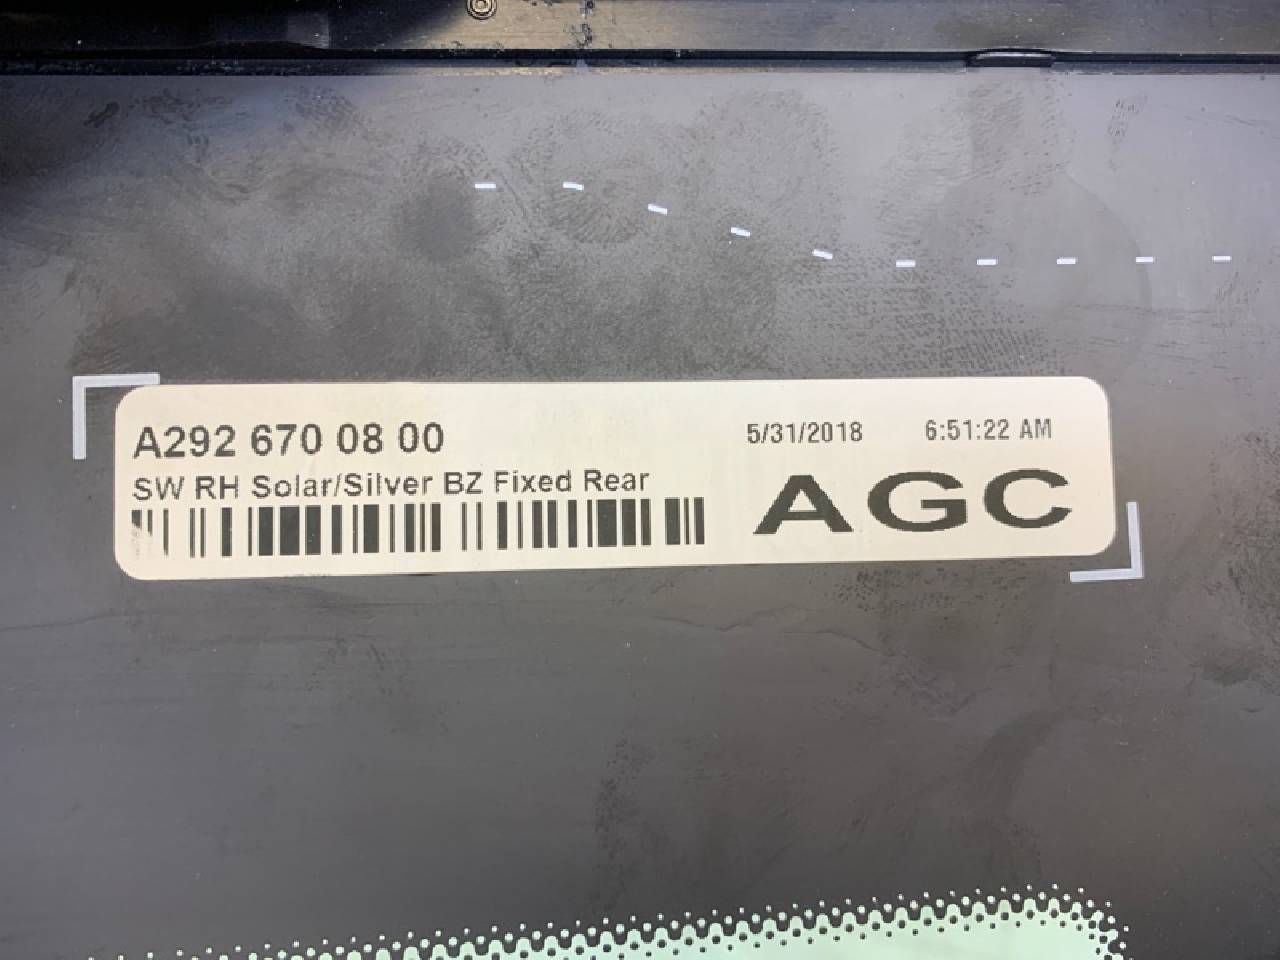 A292 670 08 00
5/31/2018 6:51:22 AM
SW RH Solar/Silver BZ Fixed Rear
AGC